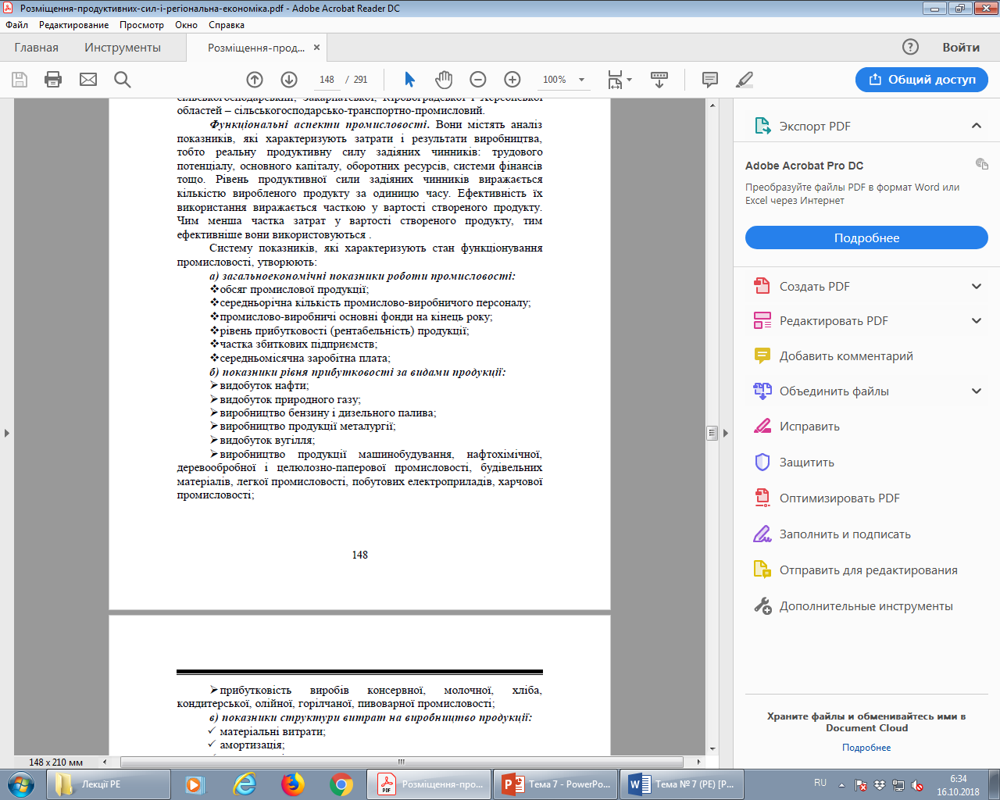 Розміщення-продуктивних-сил-і-регіональна-економіка.pdf - Adobe Acrobat Reader DC
Файл Редактирование Просмотр Окно Справка
Главная Инструменты Розміщення-прод... × Войти
148 / 291 100% Общий доступ
сільськогосподарський, Закарпатської, Кіровоградської і Херсонської
областей – сільськогосподарсько-транспортно-промисловий.
Функціональні аспекти промисловості. Вони містять аналіз
показників, які характеризують затрати і результати виробництва,
тобто реальну продуктивну силу задіяних чинників: трудового
потенціалу, основного капіталу, оборотних ресурсів, системи фінансів
тощо. Рівень продуктивної сили задіяних чинників виражається
кількістю виробленого продукту за одиницю часу. Ефективність їх
використання виражається часткою у вартості створеного продукту.
Чим менша частка затрат у вартості створеного продукту, тим
ефективніше вони використовуються .
Систему показників, які характеризують стан функціонування
промисловості, утворюють:
а) загальноекономічні показники роботи промисловості:
❖обсяг промислової продукції;
❖середньорічна кількість промислово-виробничого персоналу;
❖промислово-виробничі основні фонди на кінець року;
❖рівень прибутковості (рентабельність) продукції;
❖частка збиткових підприємств;
❖середньомісячна заробітна плата;
б) показники рівня прибутковості за видами продукції:
➢видобуток нафти;
➢видобуток природного газу;
➢виробництво бензину і дизельного палива;
➢виробництво продукції металургії;
➢видобуток вугілля;
➢виробництво продукції машинобудування, нафтохімічної,
деревообробної і целюлозно-паперової промисловості, будівельних
матеріалів, легкої промисловості, побутових електроприладів, харчової
промисловості;
148
➢прибутковість виробів консервної, молочної, хліба,
кондитерської, олійної, горілчаної, пивоварної промисловості;
в) показники структури витрат на виробництво продукції:
✓ матеріальні витрати;
✓ амортизація;
148 x 210 мм
Экспорт PDF
Adobe Acrobat Pro DC
Преобразуйте файлы PDF в формат Word или
Excel через Интернет
Подробнее
Создать PDF
Редактировать PDF
Добавить комментарий
Объединить файлы
Исправить
Защитить
Оптимизировать PDF
Заполнить и подписать
Отправить для редактирования
Дополнительные инструменты
Храните файлы и обменивайтесь ими в
Document Cloud
Подробнее
Лекції РЕ Розміщення-про... Тема 7 - PowerPo... Тема № 7 (РЕ) [Р... RU 6:34
16.10.2018